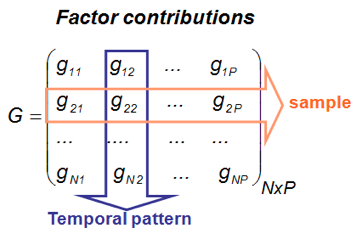 Factor contributions
g11 g12 ... g1P
G = g21 g22 ... g2P sample
.... .... ... ...
gN1 gN2 ... gNP NxP
Temporal pattern